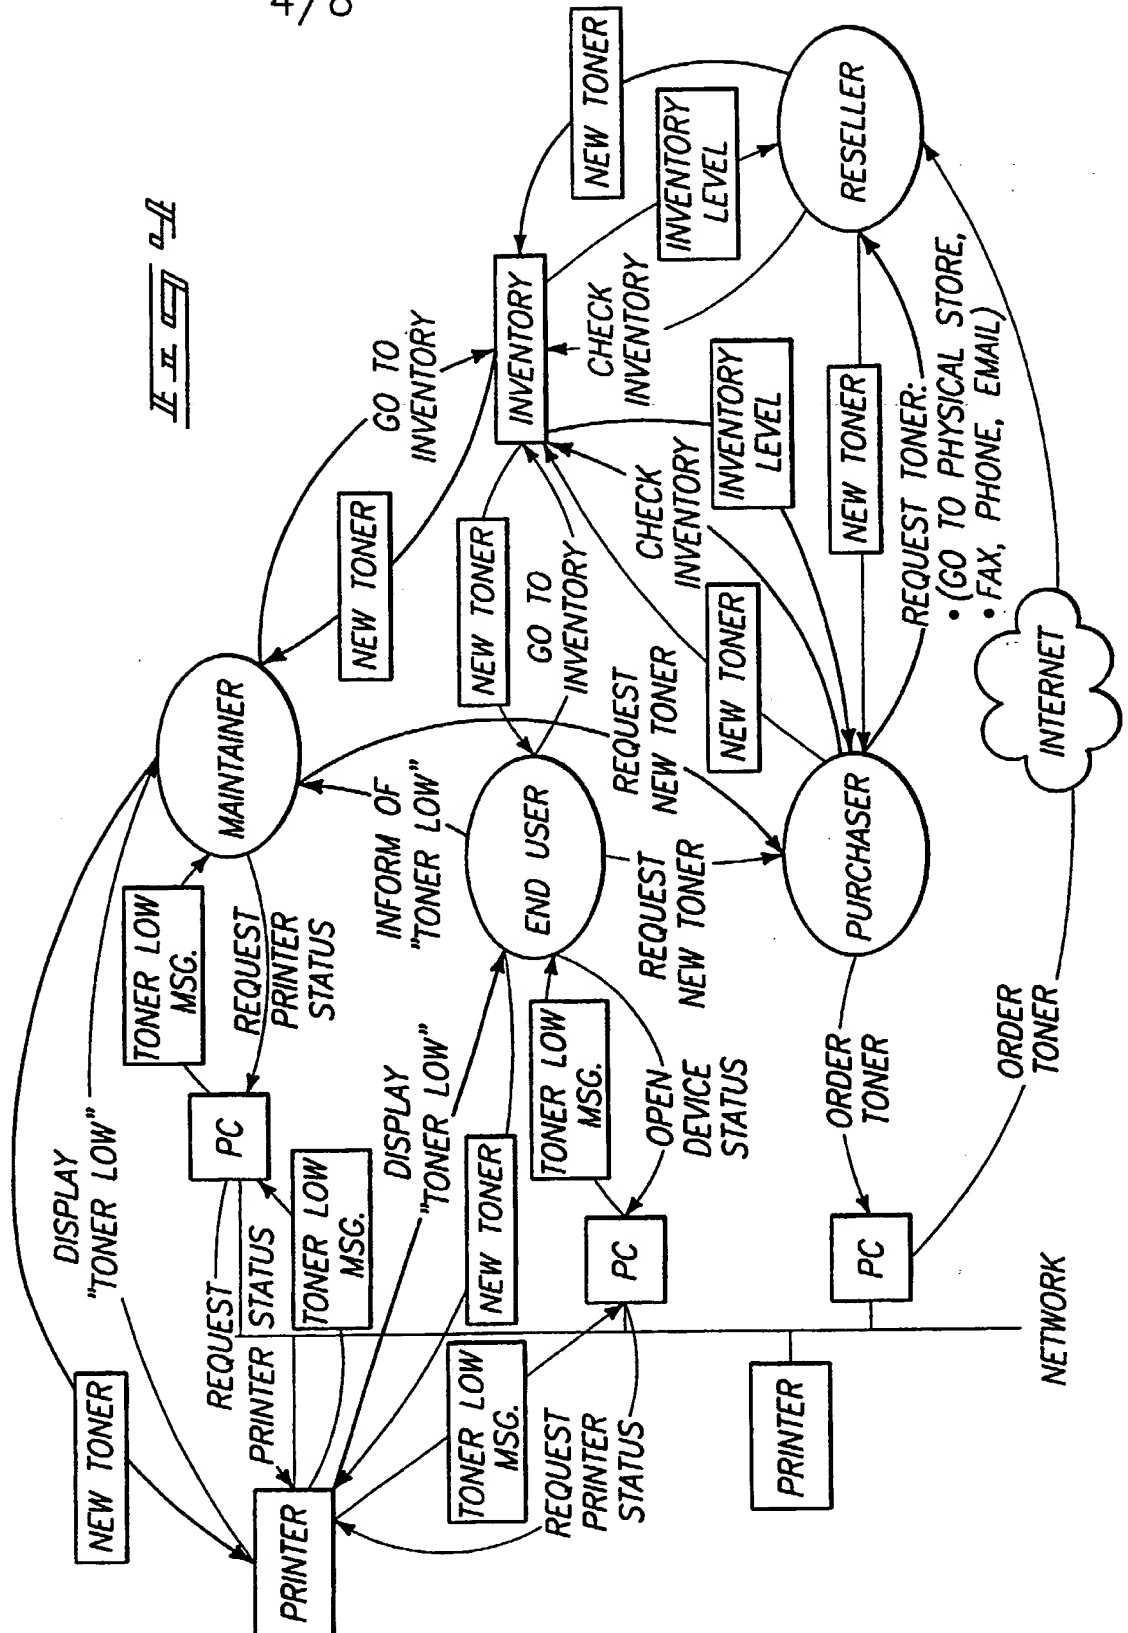 4/8
FIG. 4
NEW TONER
DISPLAY
"TONER LOW"
TONER LOW
MSG.
MAINTAINER
GO TO
INVENTORY
NEW TONER
REQUEST
PRINTER STATUS
PC
REQUEST
PRINTER
STATUS
NEW TONER
INVENTORY
NEW TONER
PRINTER
TONER LOW
MSG.
DISPLAY
"TONER LOW"
INFORM OF
"TONER LOW"
NEW TONER
GO TO
INVENTORY
CHECK
INVENTORY
INVENTORY
LEVEL
TONER LOW
MSG.
NEW TONER
TONER LOW
MSG.
END USER
REQUEST
NEW TONER
CHECK
INVENTORY
INVENTORY
LEVEL
REQUEST
PRINTER
STATUS
PC
OPEN
DEVICE
STATUS
REQUEST
NEW TONER
NEW TONER
NEW TONER
RESELLER
PRINTER
PC
ORDER
TONER
PURCHASER
REQUEST TONER:
• (GO TO PHYSICAL STORE,
• FAX, PHONE, EMAIL)
NETWORK
ORDER
TONER
INTERNET